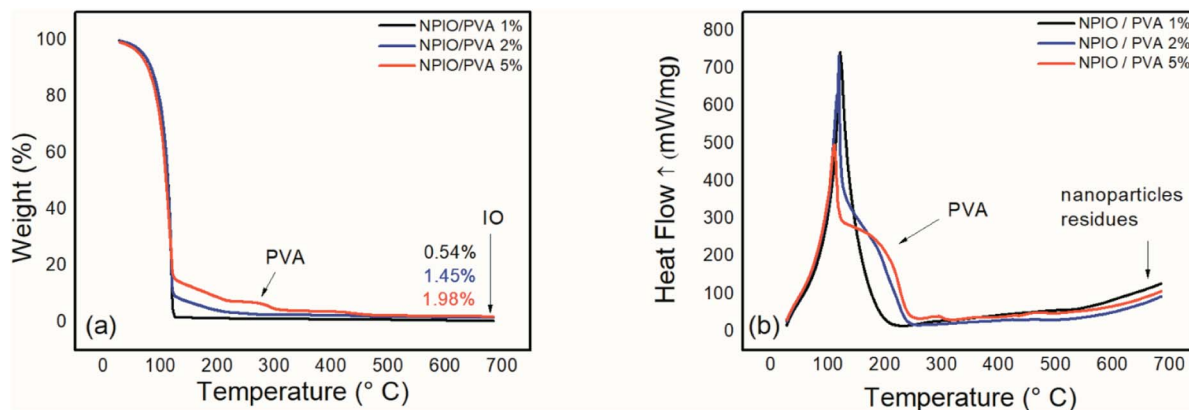 NPIO/PVA 1%
NPIO/PVA 2%
NPIO/PVA 5%
100
80
60
40
20
0
Weight (%)
PVA
IO
0.54%
1.45%
1.98%
(a)
0 100 200 300 400 500 600 700
Temperature (° C)
NPIO / PVA 1%
NPIO / PVA 2%
NPIO / PVA 5%
800
700
600
500
400
300
200
100
0
Heat Flow ↑ (mW/mg)
PVA
nanoparticles
residues
(b)
0 100 200 300 400 500 600 700
Temperature (° C)